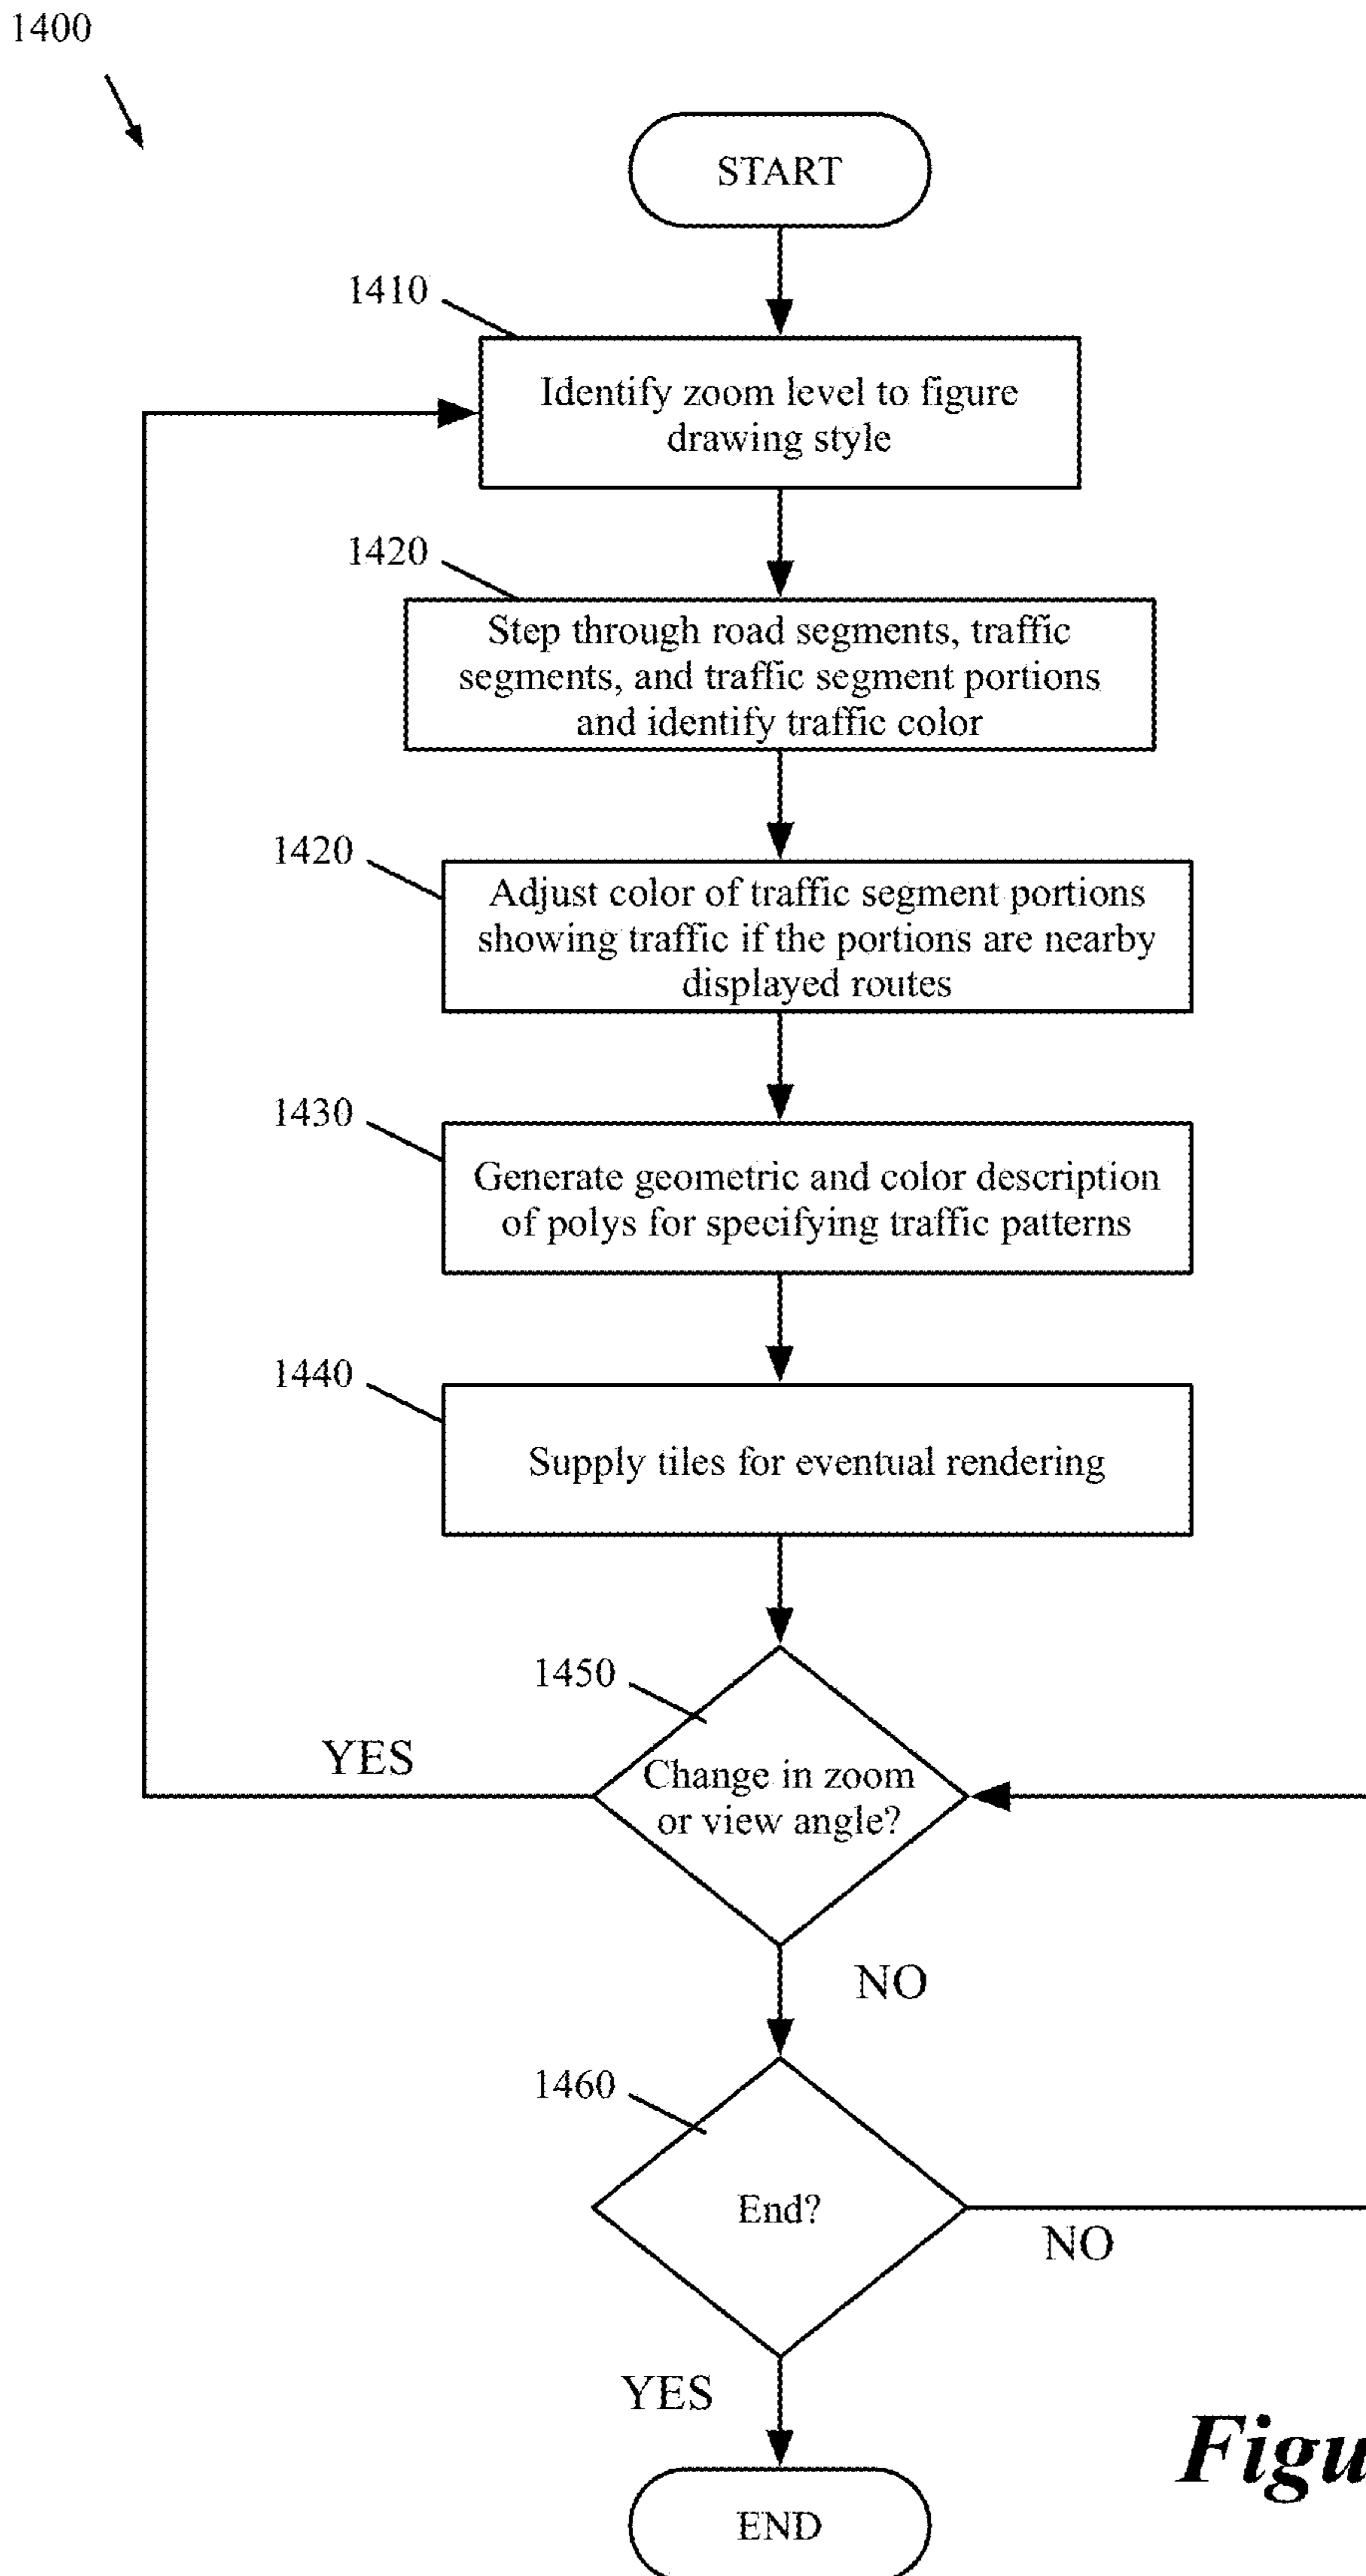 1400
START
1410
Identify zoom level to figure
drawing style
1420
Step through road segments, traffic
segments, and traffic segment portions
and identify traffic color
1420
Adjust color of traffic segment portions
showing traffic if the portions are nearby
displayed routes
1430
Generate geometric and color description
of polys for specifying traffic patterns
1440
Supply tiles for eventual rendering
1450
YES
Change in zoom
or view angle?
NO
1460
End?
NO
YES
Figu
END